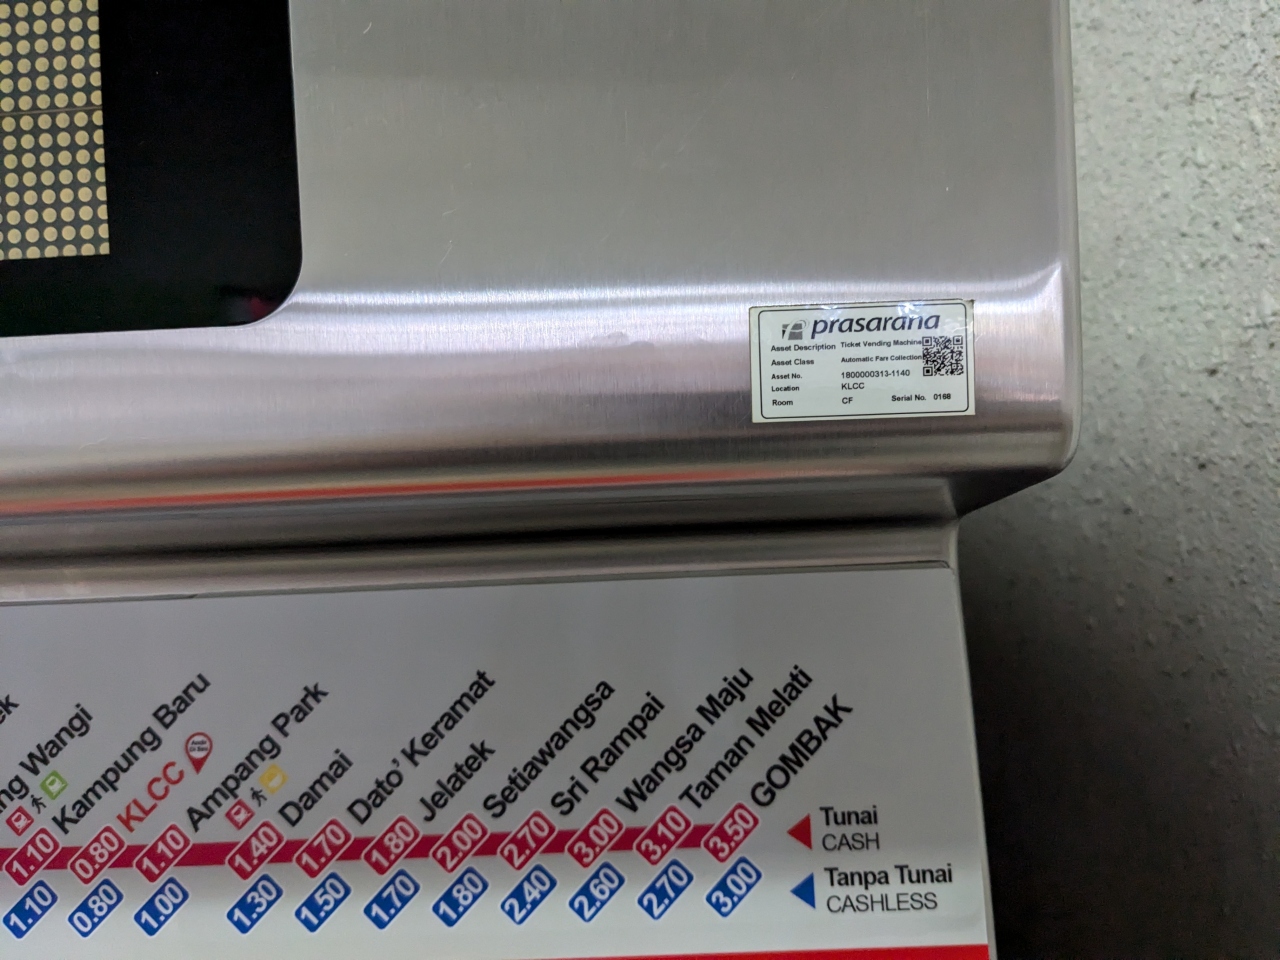 prasarana
Asset Description Ticket Vending Machine
Asset Class Automatic Fare Collection
Asset No. 1800000313-1140
Location KLCC
Room CF Serial No. 0168
Wangi
Kampung Baru
KLCC
Ampang Park
Damai
Dato' Keramat
Jelatek
Setiawangsa
Sri Rampai
Wangsa Maju
Taman Melati
GOMBAK
1.10 0.80 1.10 1.40 1.70 1.80 2.00 2.70 3.00 3.10 3.50
Tunai
CASH
1.10 0.80 1.00 1.30 1.50 1.70 1.80 2.40 2.60 2.70 3.00
Tanpa Tunai
CASHLESS